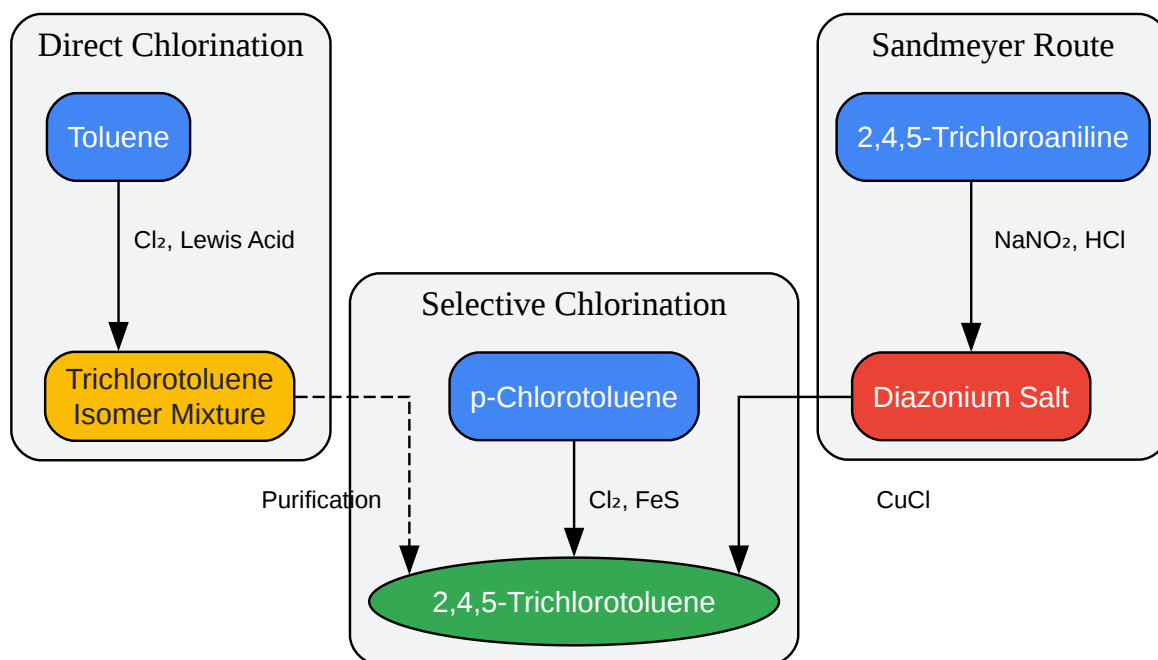 Direct Chlorination
Toluene
Cl₂, Lewis Acid
Trichlorotoluene
Isomer Mixture
Purification
Selective Chlorination
p-Chlorotoluene
Cl₂, FeS
2,4,5-Trichlorotoluene
Sandmeyer Route
2,4,5-Trichloroaniline
NaNO₂, HCl
Diazonium Salt
CuCl